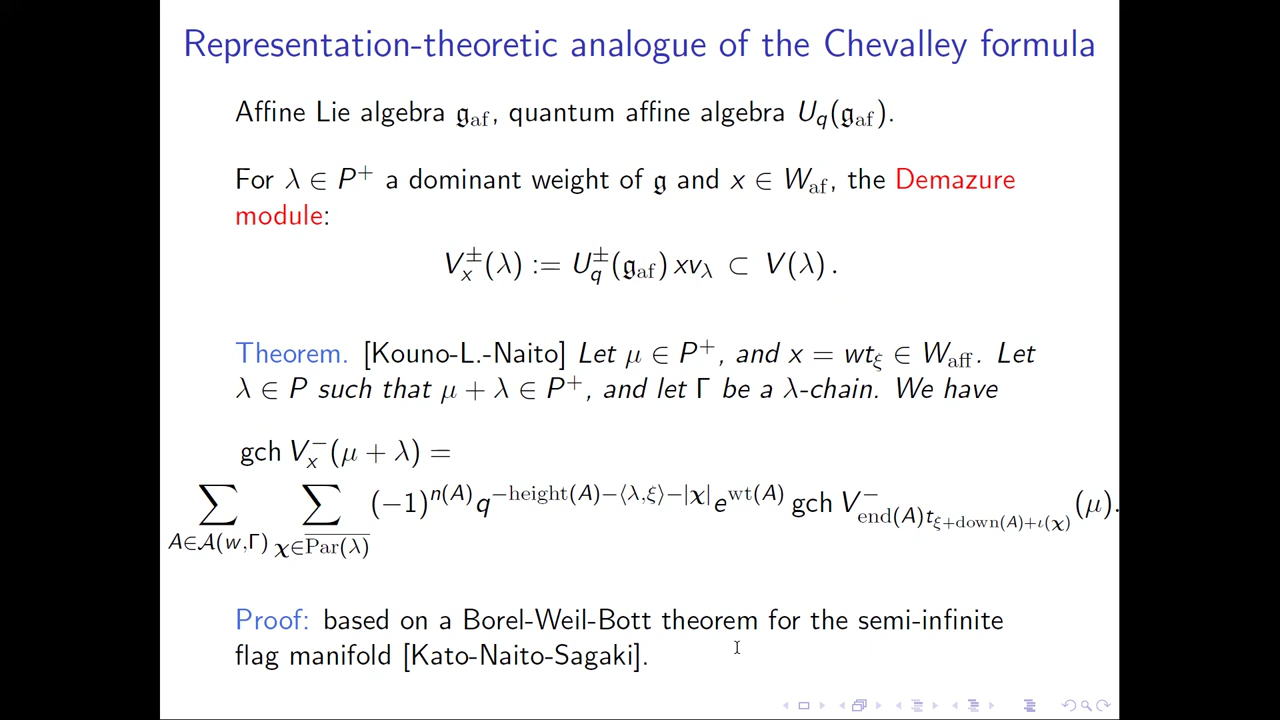 Representation-theoretic analogue of the Chevalley formula
Affine Lie algebra 𝔤_af, quantum affine algebra U_q(𝔤_af).
For λ ∈ P⁺ a dominant weight of 𝔤 and x ∈ W_af, the Demazure
module:
V_x^±(λ) := U_q^±(𝔤_af) xv_λ ⊂ V(λ) .
Theorem. [Kouno-L.-Naito] Let μ ∈ P⁺, and x = wt_ξ ∈ W_aff. Let
λ ∈ P such that μ + λ ∈ P⁺, and let Γ be a λ-chain. We have
gch V_x^−(μ + λ) =
∑_{A∈𝒜(w,Γ)} ∑_{χ∈\overline{Par(λ)}} (−1)^{n(A)} q^{−height(A)−⟨λ,ξ⟩−|χ|} e^{wt(A)} gch V^−_{end(A)t_{ξ+down(A)+ι(χ)}}(μ).
Proof: based on a Borel-Weil-Bott theorem for the semi-infinite
flag manifold [Kato-Naito-Sagaki].